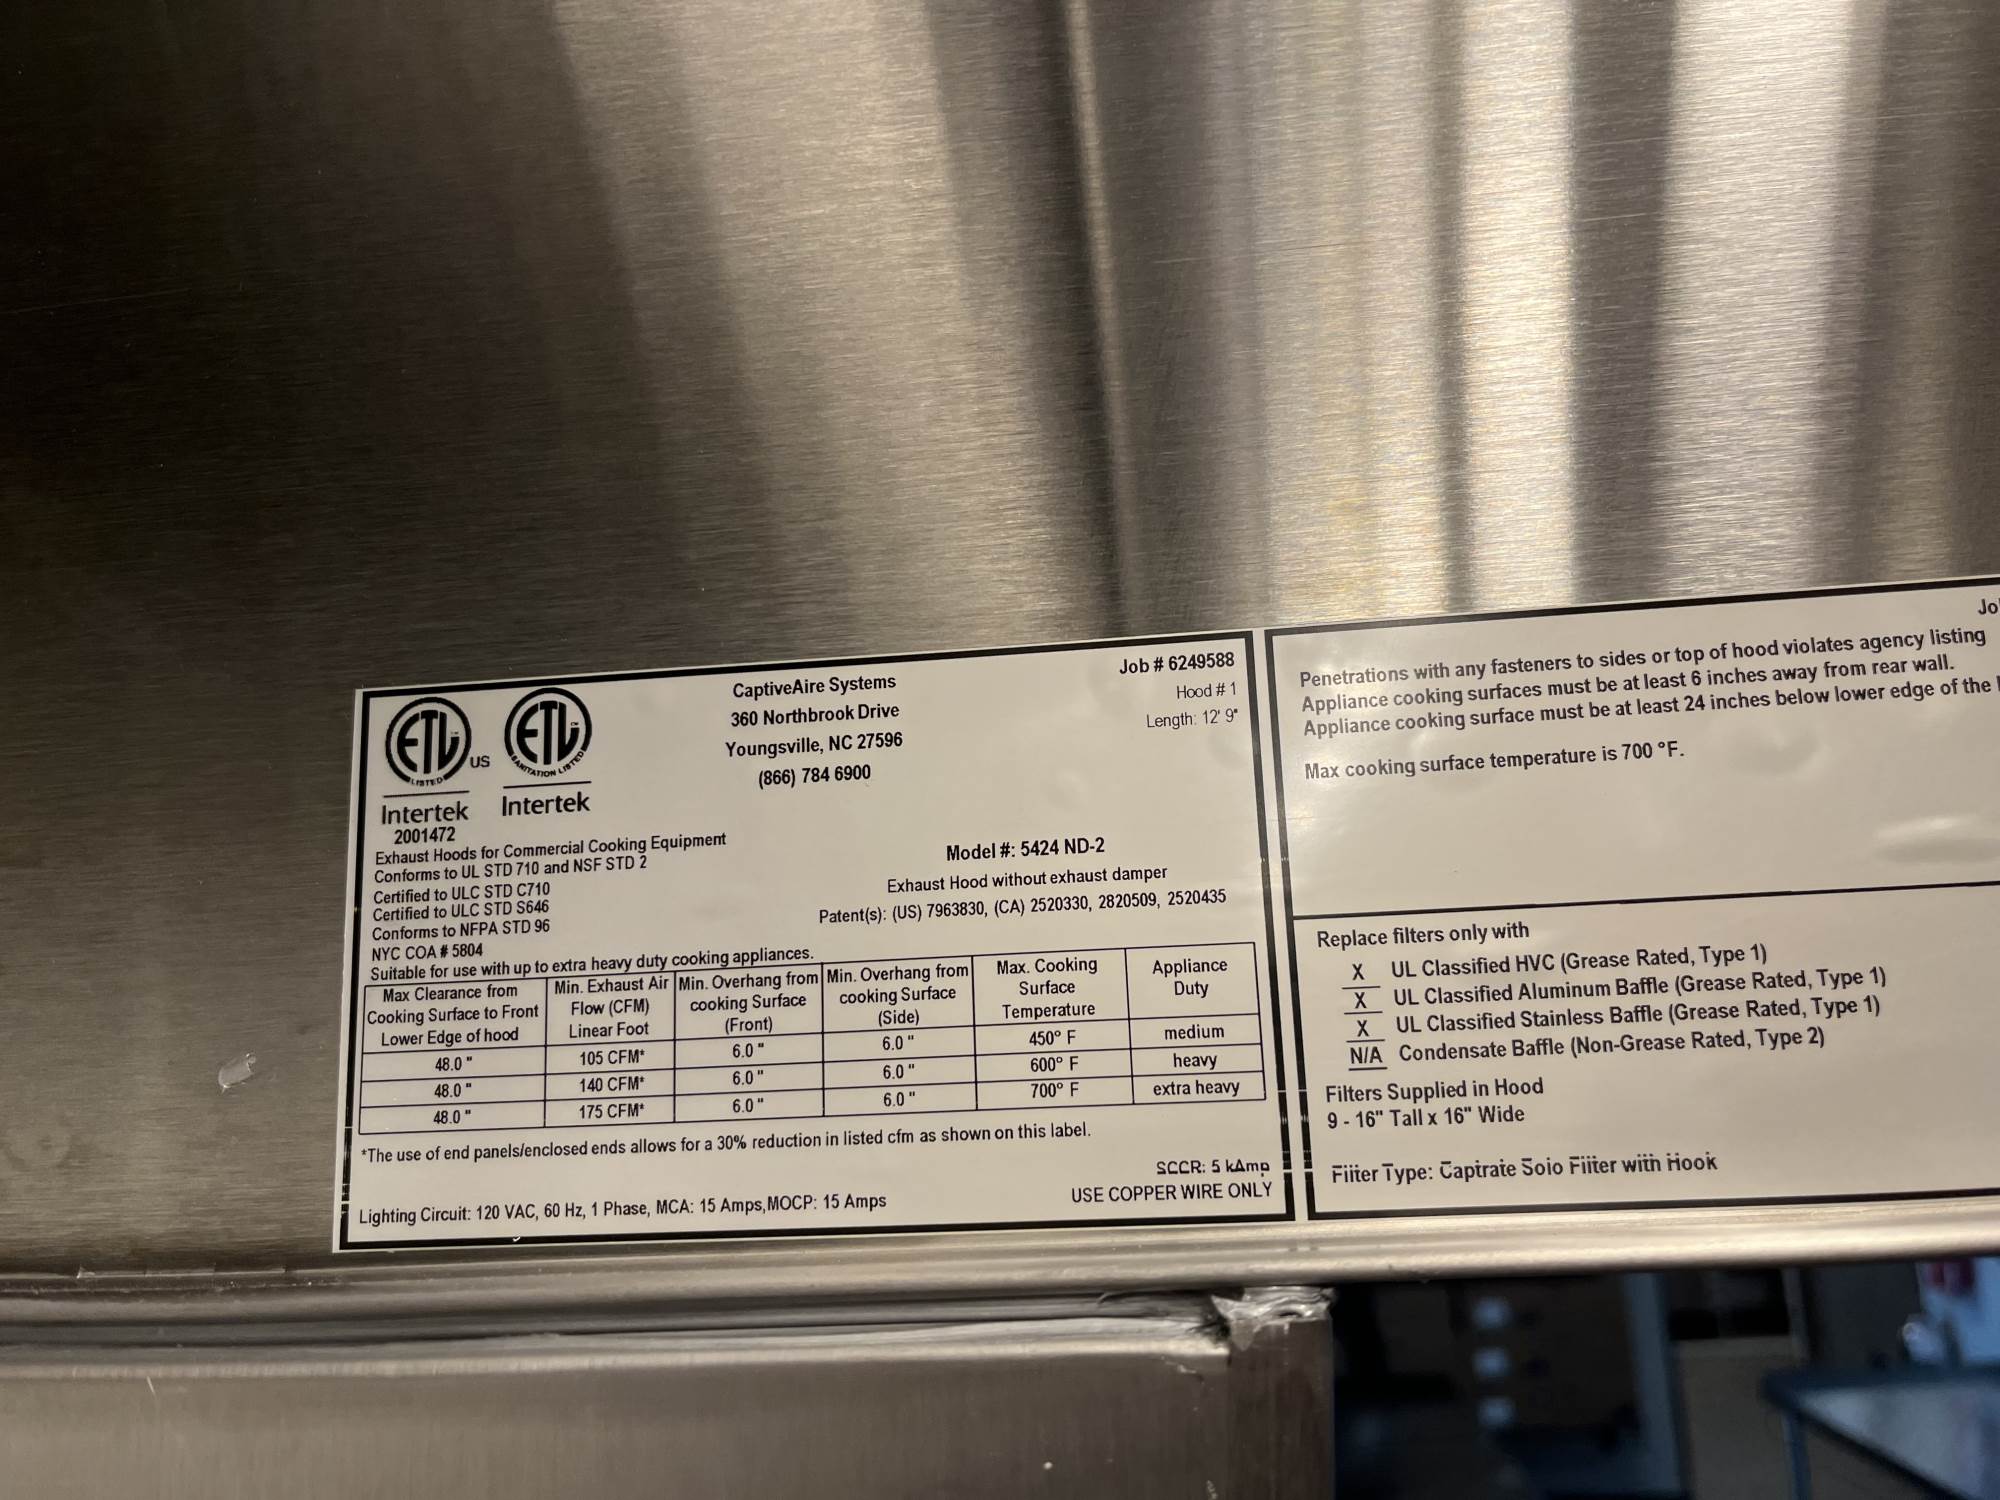 ETL
LISTED
US
Intertek
2001472
ETL
SANITATION LISTED
Intertek
CaptiveAire Systems
360 Northbrook Drive
Youngsville, NC 27596
(866) 784 6900
Job # 6249588
Hood # 1
Length: 12' 9"
Exhaust Hoods for Commercial Cooking Equipment
Conforms to UL STD 710 and NSF STD 2
Certified to ULC STD C710
Certified to ULC STD S646
Conforms to NFPA STD 96
NYC COA # 5804
Suitable for use with up to extra heavy duty cooking appliances.
Model #: 5424 ND-2
Exhaust Hood without exhaust damper
Patent(s): (US) 7963830, (CA) 2520330, 2820509, 2520435
Max Clearance from Cooking Surface to Front Lower Edge of hood
Min. Exhaust Air Flow (CFM) Linear Foot
Min. Overhang from cooking Surface (Front)
Min. Overhang from cooking Surface (Side)
Max. Cooking Surface Temperature
Appliance Duty
48.0 " 105 CFM* 6.0 " 6.0 " 450° F medium
48.0 " 140 CFM* 6.0 " 6.0 " 600° F heavy
48.0 " 175 CFM* 6.0 " 6.0 " 700° F extra heavy
*The use of end panels/enclosed ends allows for a 30% reduction in listed cfm as shown on this label.
SCCR: 5 kAmp
Lighting Circuit: 120 VAC, 60 Hz, 1 Phase, MCA: 15 Amps,MOCP: 15 Amps
USE COPPER WIRE ONLY
Penetrations with any fasteners to sides or top of hood violates agency listing
Appliance cooking surfaces must be at least 6 inches away from rear wall.
Appliance cooking surface must be at least 24 inches below lower edge of the
Max cooking surface temperature is 700 °F.
Replace filters only with
X UL Classified HVC (Grease Rated, Type 1)
X UL Classified Aluminum Baffle (Grease Rated, Type 1)
X UL Classified Stainless Baffle (Grease Rated, Type 1)
N/A Condensate Baffle (Non-Grease Rated, Type 2)
Filters Supplied in Hood
9 - 16" Tall x 16" Wide
Filter Type: Captrate Solo Filter with Hook